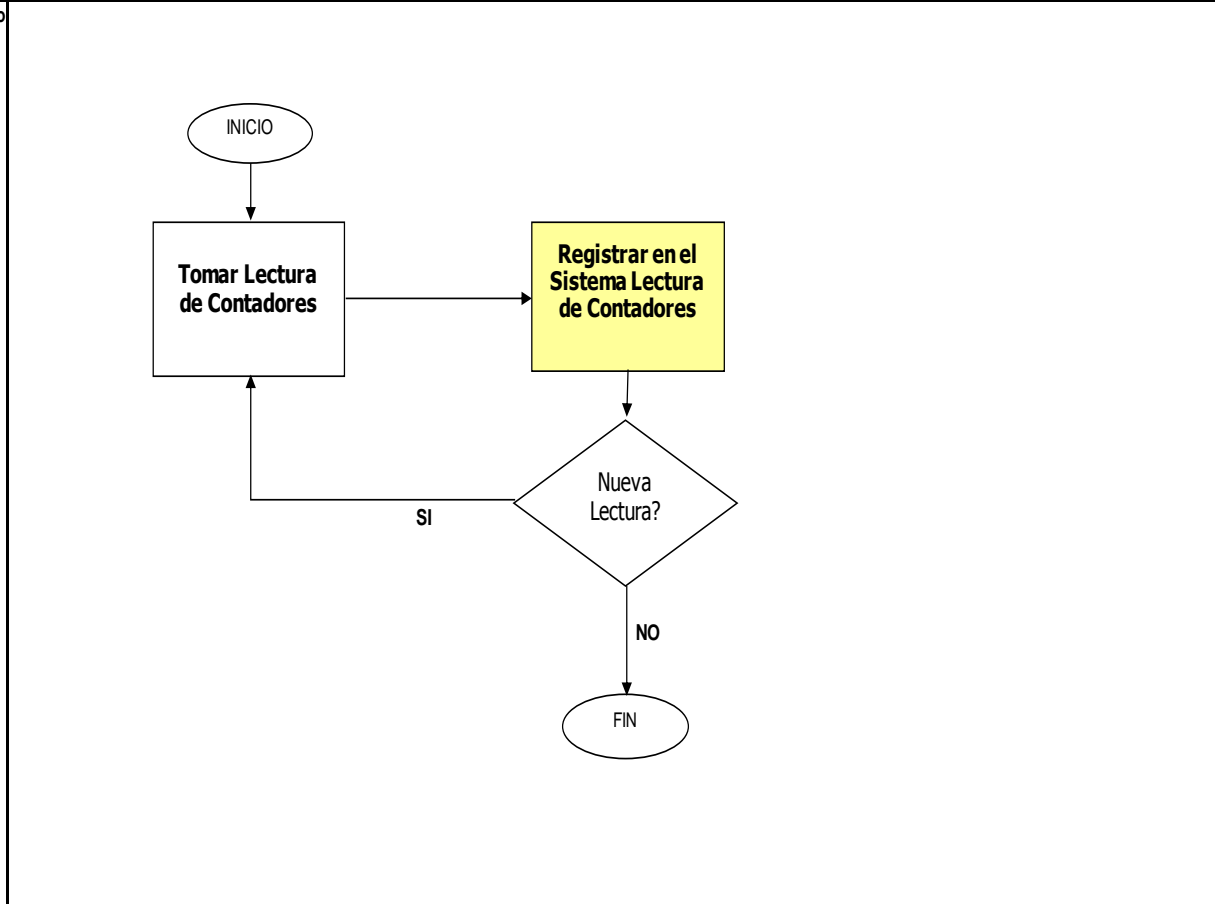 INICIO
Tomar Lectura
de Contadores
Registrar en el
Sistema Lectura
de Contadores
Nueva
Lectura?
SI
NO
FIN